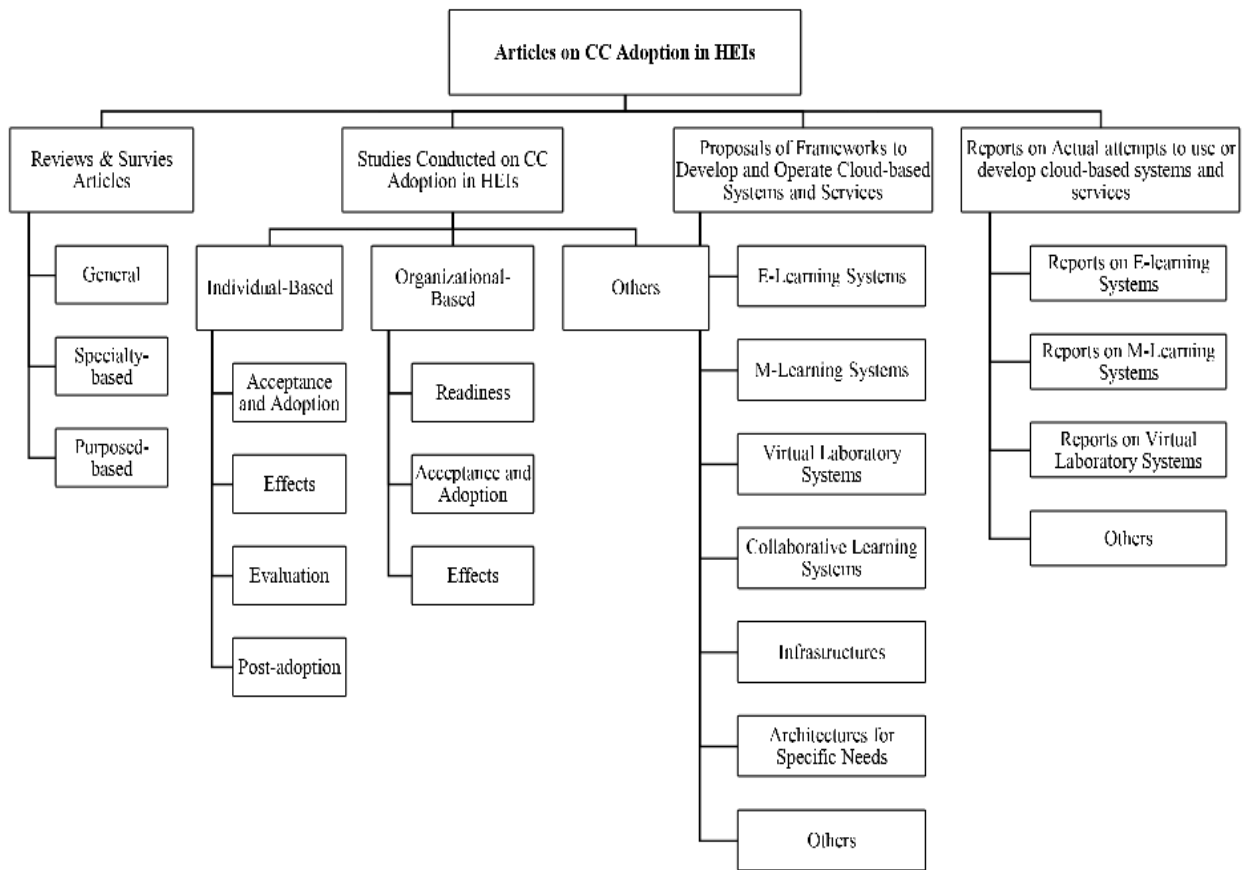 Articles on CC Adoption in HEIs
Reviews & Survies
Articles
Studies Conducted on CC
Adoption in HEIs
Proposals of Frameworks to
Develop and Operate Cloud-based
Systems and Services
Reports on Actual attempts to use or
develop cloud-based systems and
services
General
Specialty-
based
Purposed-
based
Individual-Based
Organizational-
Based
Others
Acceptance
and Adoption
Effects
Evaluation
Post-adoption
Readiness
Acceptance and
Adoption
Effects
E-Learning Systems
M-Learning Systems
Virtual Laboratory
Systems
Collaborative Learning
Systems
Infrastructures
Architectures for
Specific Needs
Others
Reports on E-learning
Systems
Reports on M-Learning
Systems
Reports on Virtual
Laboratory Systems
Others